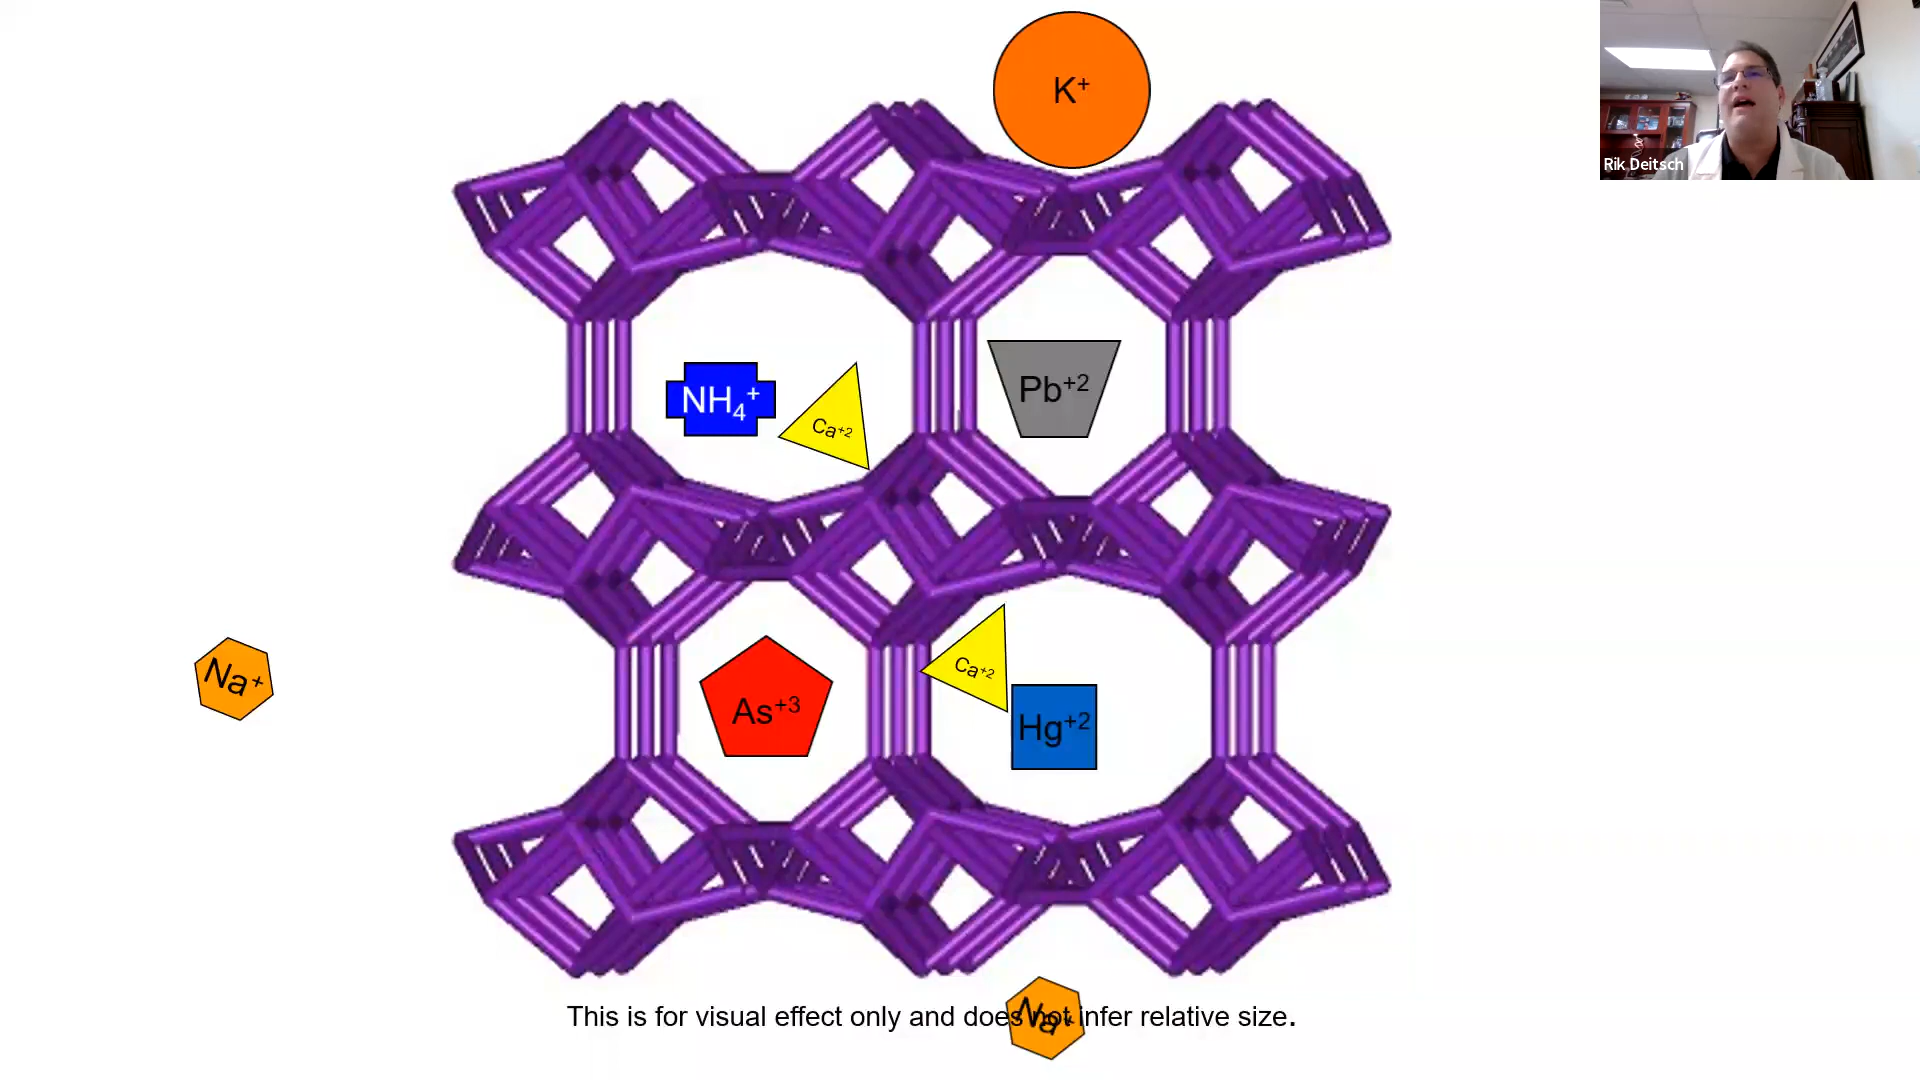 K⁺
Rik Deitsch
NH₄⁺
Ca⁺²
Pb⁺²
Na⁺
As⁺³
Ca⁺²
Hg⁺²
This is for visual effect only and does not infer relative size.
Na⁺